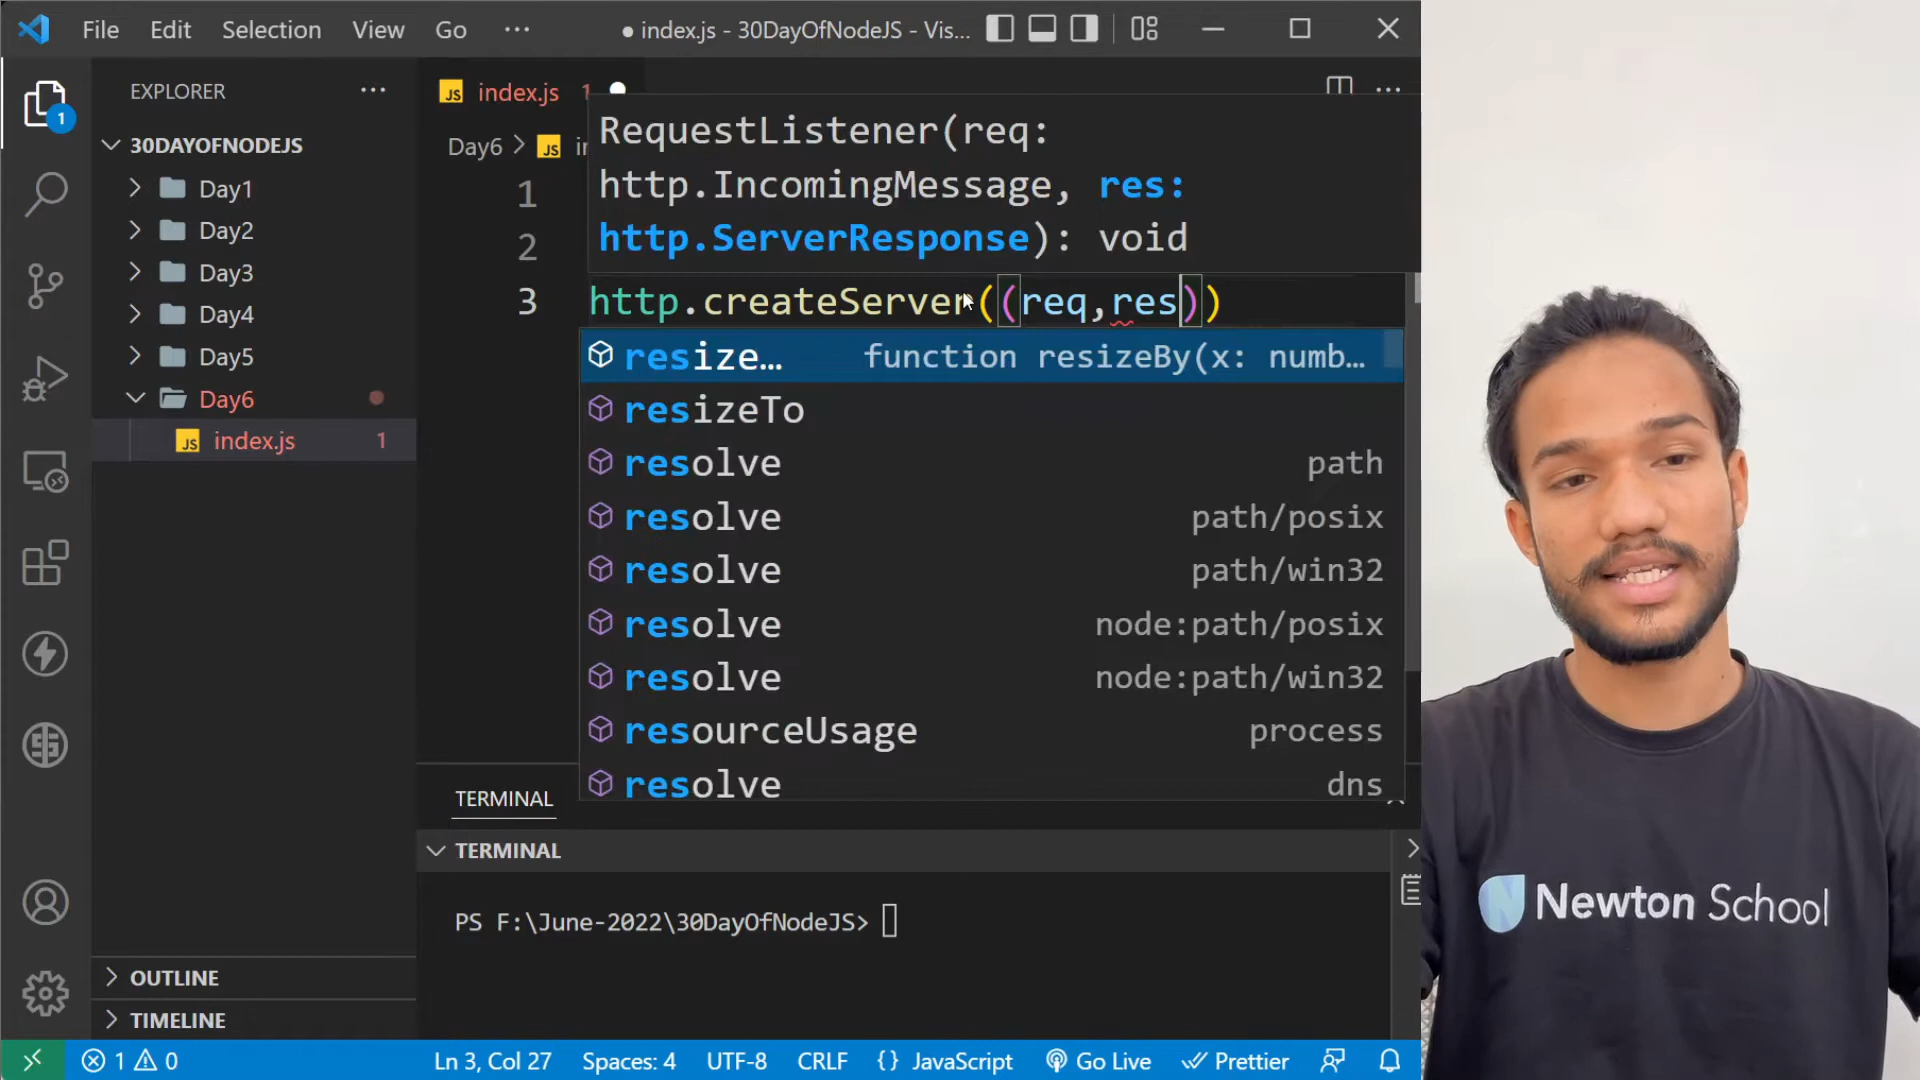 File Edit Selection View Go ··· ● index.js - 30DayOfNodeJS - Vis...
EXPLORER ···
30DAYOFNODEJS
Day1
Day2
Day3
Day4
Day5
Day6
JS index.js 1
OUTLINE
TIMELINE
1
JS index.js 1 ● ···
Day6 > JS in
RequestListener(req:
http.IncomingMessage, res:
http.ServerResponse): void
1
2
3 http.createServer((req,res))
resize... function resizeBy(x: numb...
resizeTo
resolve path
resolve path/posix
resolve path/win32
resolve node:path/posix
resolve node:path/win32
resourceUsage process
resolve dns
TERMINAL
TERMINAL
PS F:\June-2022\30DayOfNodeJS>
1 0 Ln 3, Col 27 Spaces: 4 UTF-8 CRLF {} JavaScript Go Live Prettier
Newton School